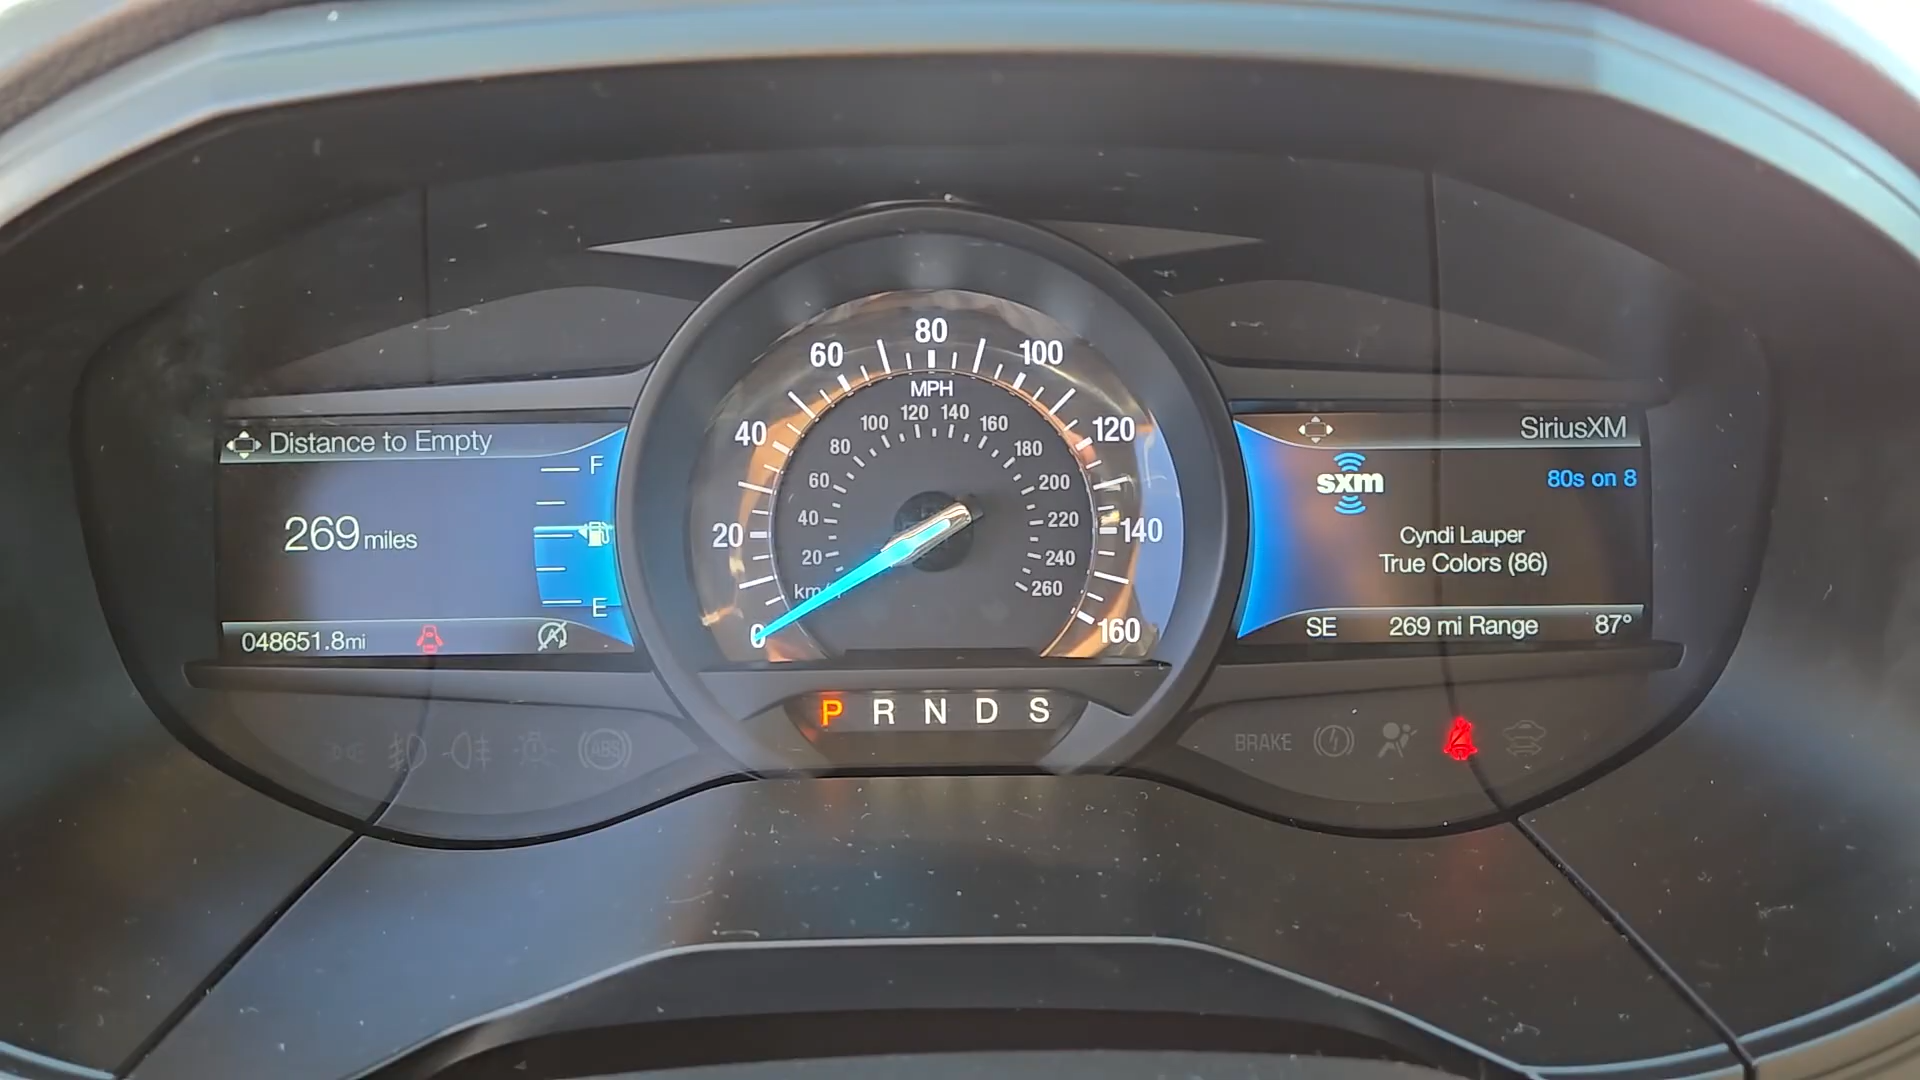 Distance to Empty
F
269 miles
E
048651.8mi
0
20
40
60
80
100
120
140
160
MPH
20
40
60
80
100
120
140
160
180
200
220
240
260
P R N D S
SiriusXM
sxm
80s on 8
Cyndi Lauper
True Colors (86)
SE 269 mi Range 87°
ABS
BRAKE